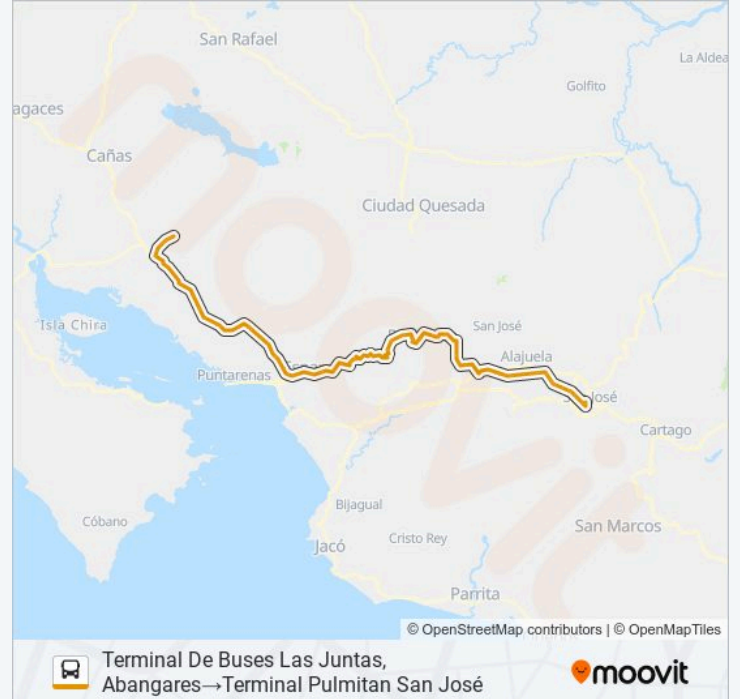 San Rafael
La Aldea
Golfito
agaces
Cañas
Ciudad Quesada
Isla Chira
San José
Alajuela
Puntarenas
José
Cartago
Bijagual
Cóbano
Cristo Rey
San Marcos
Jacó
Parrita
moovit
© OpenStreetMap contributors | © OpenMapTiles
Terminal De Buses Las Juntas,
Abangares→Terminal Pulmitan San José
moovit